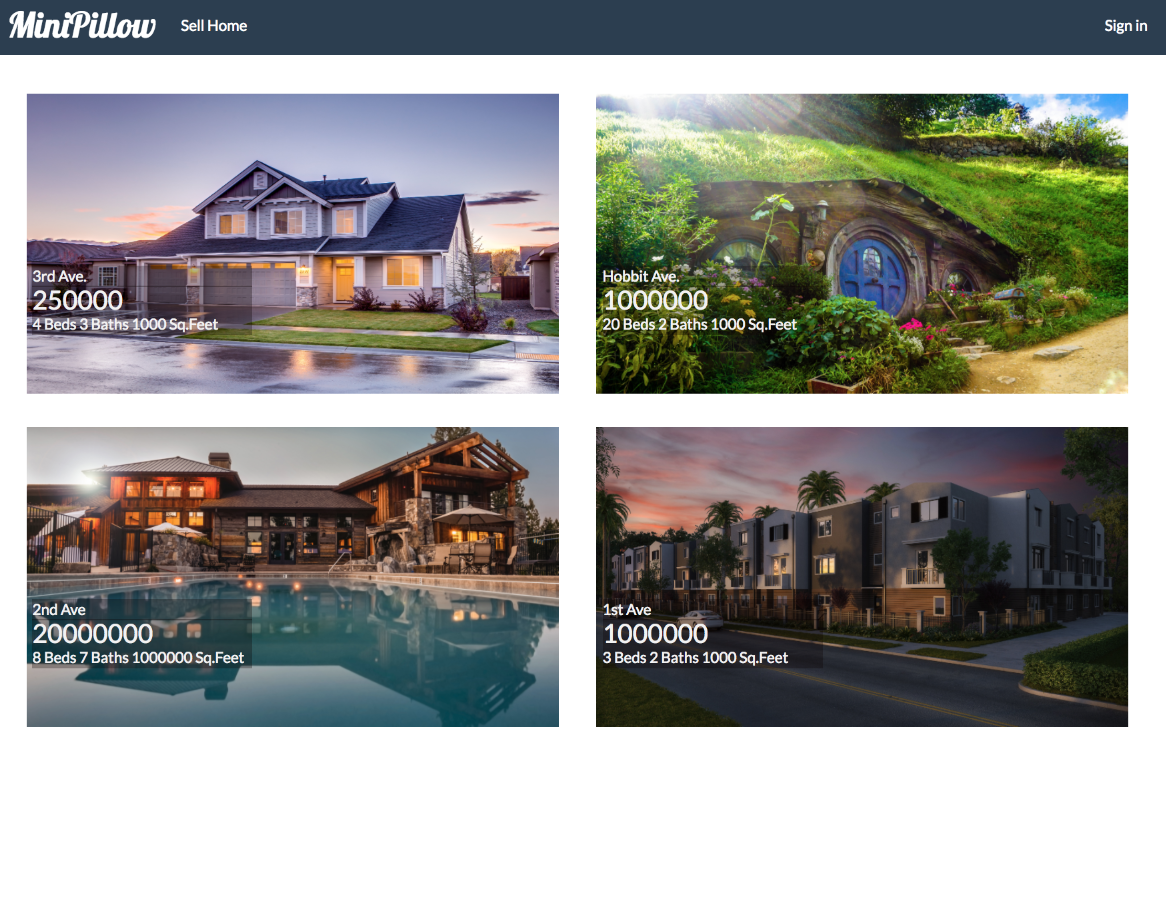 MiniPillow
Sell Home
Sign in
3rd Ave.
250000
4 Beds 3 Baths 1000 Sq.Feet
Hobbit Ave.
1000000
20 Beds 2 Baths 1000 Sq.Feet
2nd Ave
20000000
8 Beds 7 Baths 1000000 Sq.Feet
1st Ave
1000000
3 Beds 2 Baths 1000 Sq.Feet